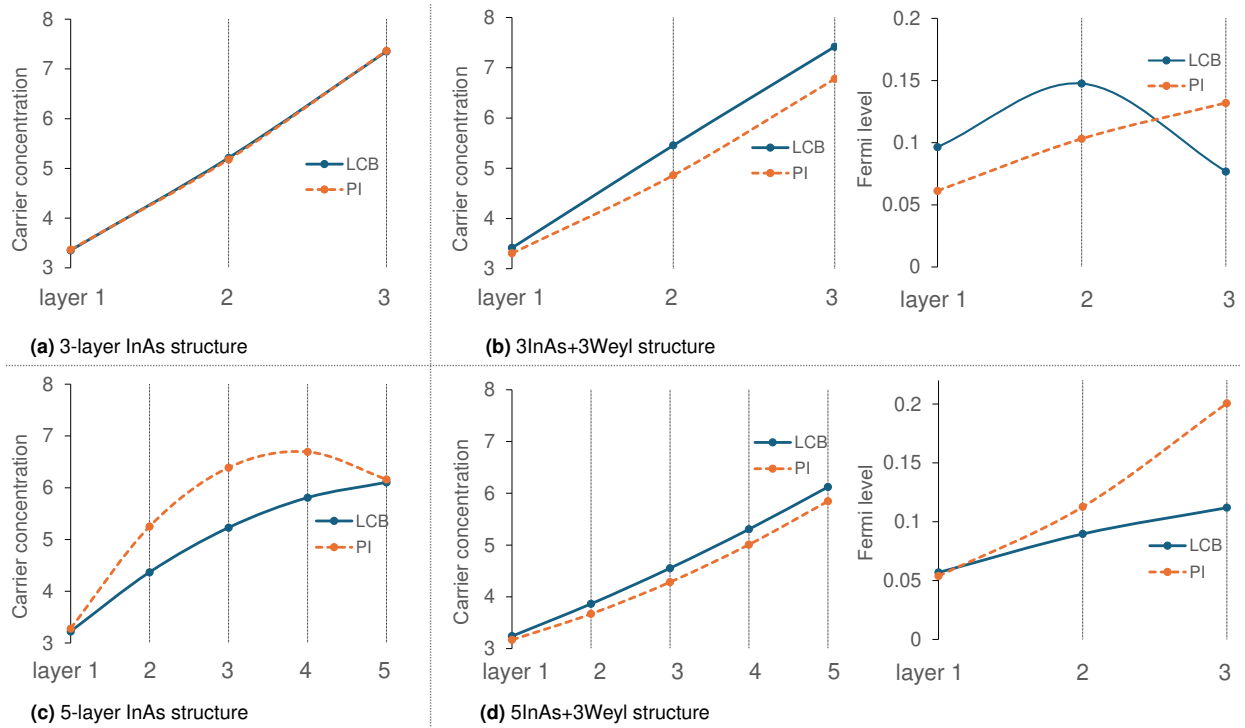 Carrier concentration
8
7
6
5
4
3
layer 1 2 3
LCB
PI
(a) 3-layer InAs structure
Carrier concentration
8
7
6
5
4
3
layer 1 2 3
LCB
PI
Fermi level
0.2
0.15
0.1
0.05
0
layer 1 2 3
LCB
PI
(b) 3InAs+3Weyl structure
Carrier concentration
8
7
6
5
4
3
layer 1 2 3 4 5
LCB
PI
(c) 5-layer InAs structure
Carrier concentration
8
7
6
5
4
3
layer 1 2 3 4 5
LCB
PI
Fermi level
0.2
0.15
0.1
0.05
0
layer 1 2 3
LCB
PI
(d) 5InAs+3Weyl structure